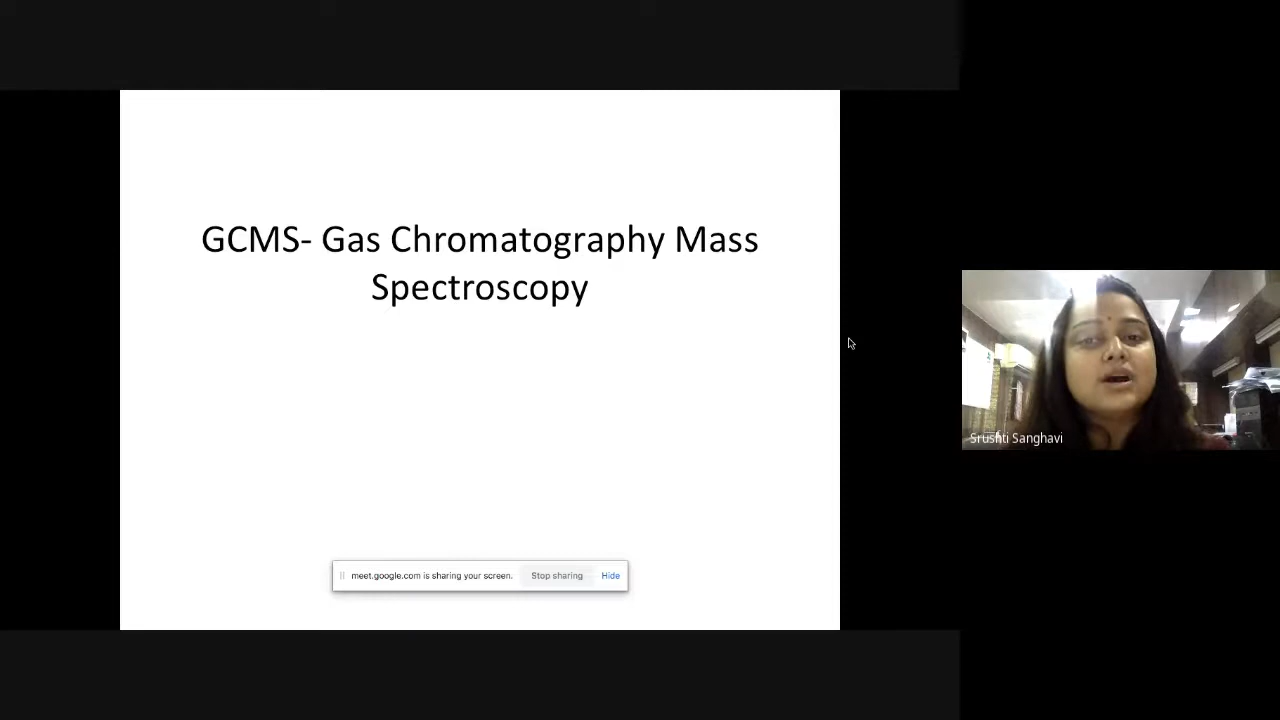 GCMS- Gas Chromatography Mass
Spectroscopy
meet.google.com is sharing your screen. Stop sharing Hide
Srushti Sanghavi